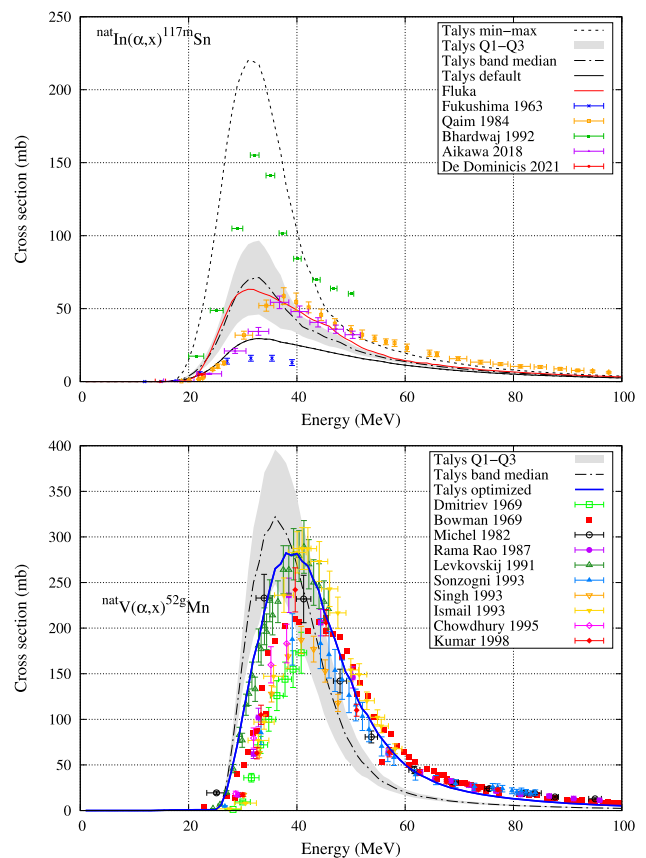 natIn(α,x)117mSn
Talys min−max
Talys Q1−Q3
Talys band median
Talys default
Fluka
Fukushima 1963
Qaim 1984
Bhardwaj 1992
Aikawa 2018
De Dominicis 2021
Cross section (mb)
250
200
150
100
50
0
0 20 40 60 80 100
Energy (MeV)
natV(α,x)52gMn
Talys Q1−Q3
Talys band median
Talys optimized
Dmitriev 1969
Bowman 1969
Michel 1982
Rama Rao 1987
Levkovskij 1991
Sonzogni 1993
Singh 1993
Ismail 1993
Chowdhury 1995
Kumar 1998
Cross section (mb)
400
350
300
250
200
150
100
50
0
0 20 40 60 80 100
Energy (MeV)